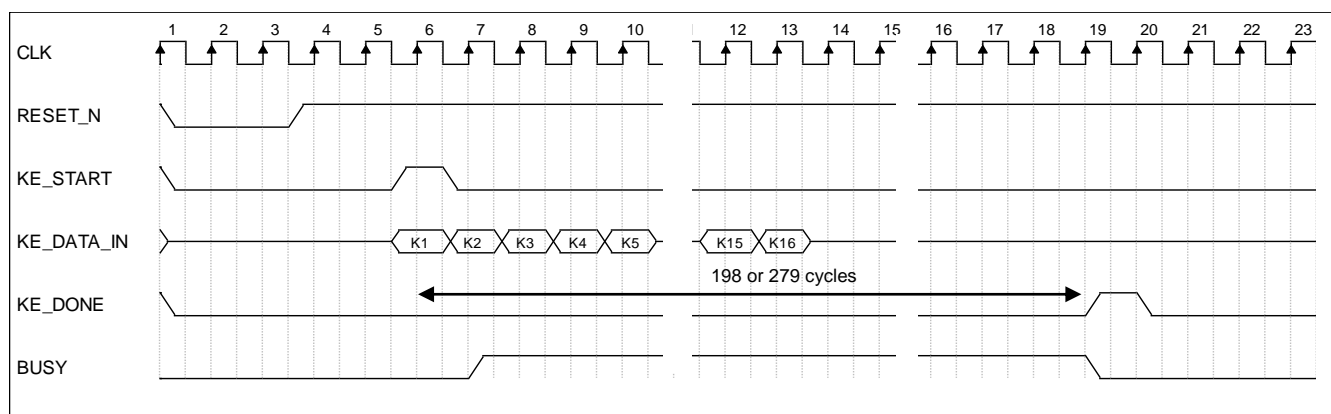 1 2 3 4 5 6 7 8 9 10 12 13 14 15 16 17 18 19 20 21 22 23
CLK
RESET_N
KE_START
KE_DATA_IN K1 K2 K3 K4 K5 K15 K16
198 or 279 cycles
KE_DONE
BUSY